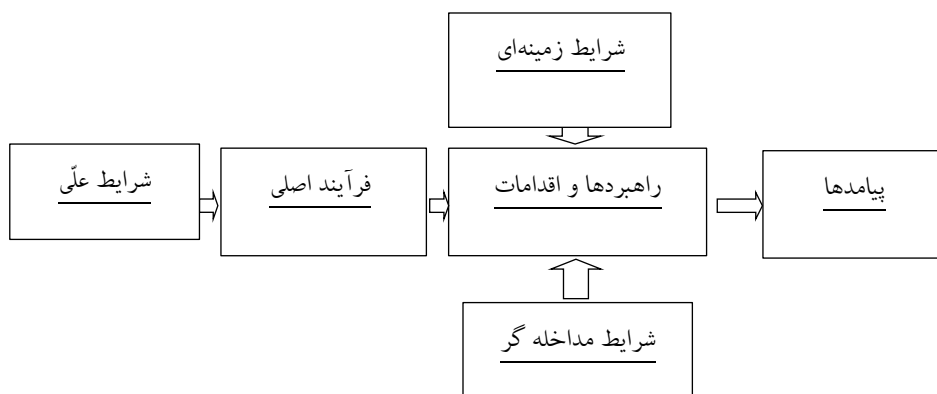 شرایط زمینه‌ای
شرایط علّی
فرآیند اصلی
راهبردها و اقدامات
پیامدها
شرایط مداخله گر